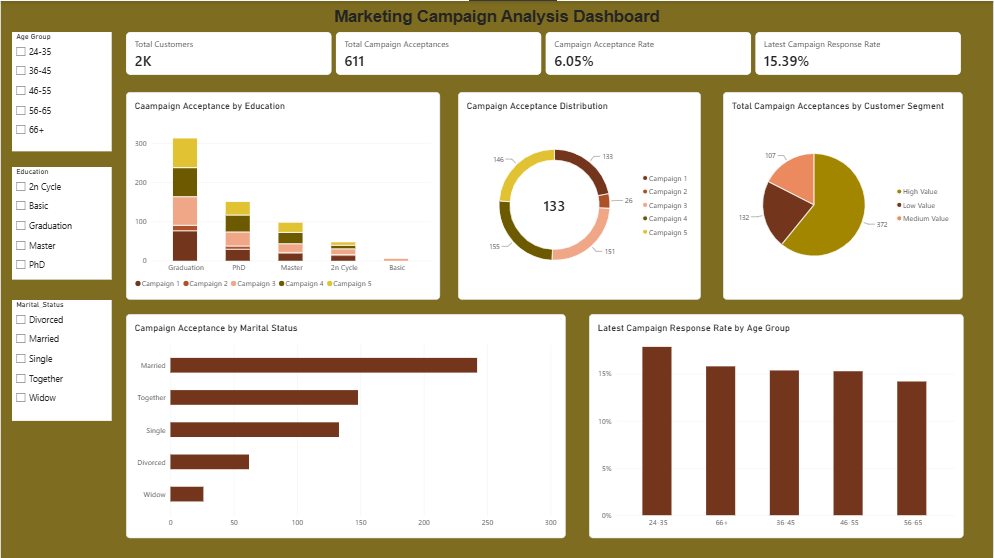 Marketing Campaign Analysis Dashboard
Age Group
24-35
36-45
46-55
56-65
66+
Education
2n Cycle
Basic
Graduation
Master
PhD
Marital_Status
Divorced
Married
Single
Together
Widow
Total Customers
2K
Total Campaign Acceptances
611
Campaign Acceptance Rate
6.05%
Latest Campaign Response Rate
15.39%
Caampaign Acceptance by Education
300
200
100
0
Graduation PhD Master 2n Cycle Basic
Campaign 1 Campaign 2 Campaign 3 Campaign 4 Campaign 5
Campaign Acceptance Distribution
146
133
26
151
155
133
Campaign 1
Campaign 2
Campaign 3
Campaign 4
Campaign 5
Total Campaign Acceptances by Customer Segment
107
132
372
High Value
Low Value
Medium Value
Campaign Acceptance by Marital Status
Married
Together
Single
Divorced
Widow
0 50 100 150 200 250 300
Latest Campaign Response Rate by Age Group
15%
10%
5%
0%
24-35 66+ 36-45 46-55 56-65